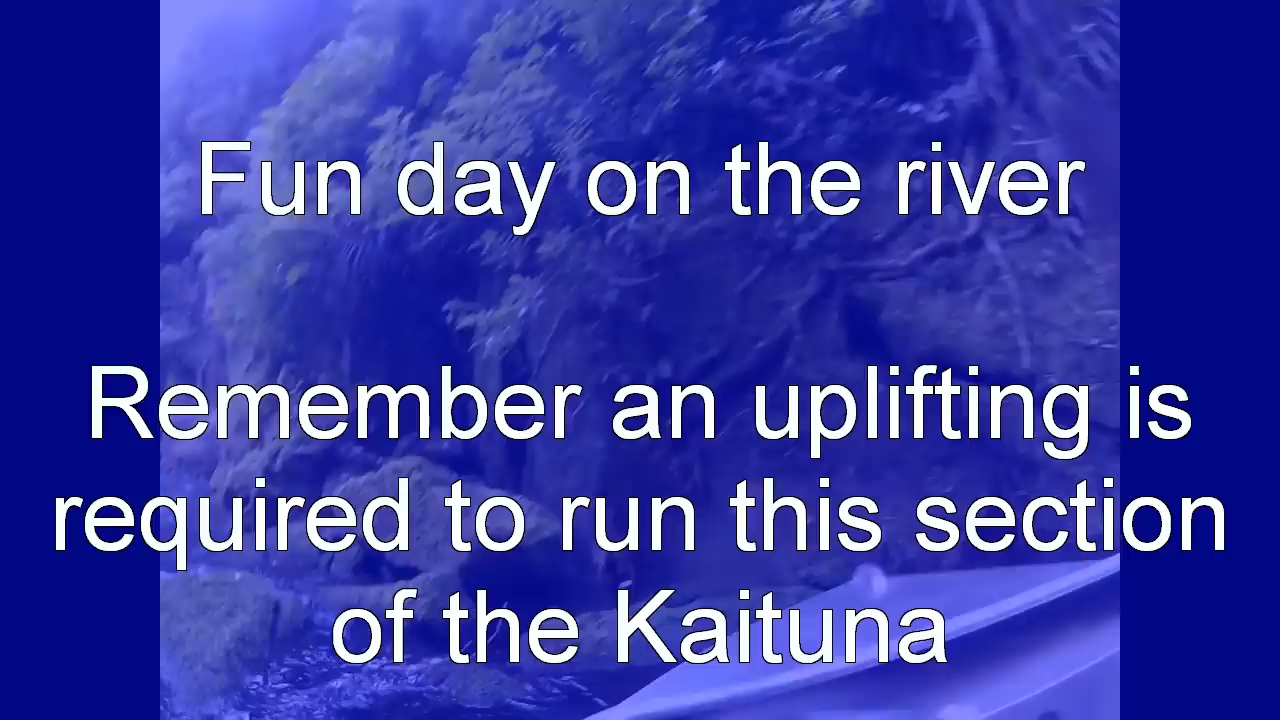 Fun day on the river
Remember an uplifting is
required to run this section
of the Kaituna